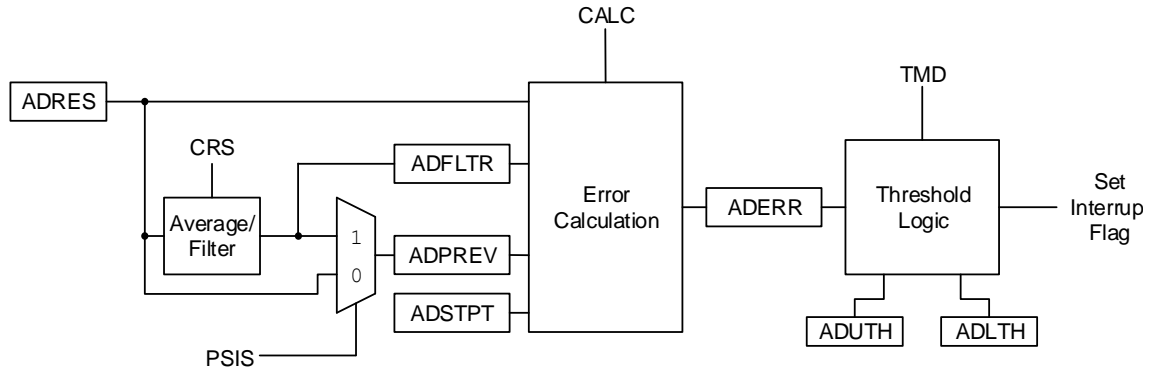 CALC
TMD
ADRES
CRS
ADFLTR
Set
Interrup
Flag
Error
Calculation
Threshold
Logic
ADERR
Average/
Filter
1
0
ADPREV
ADSTPT
ADUTH
ADLTH
PSIS